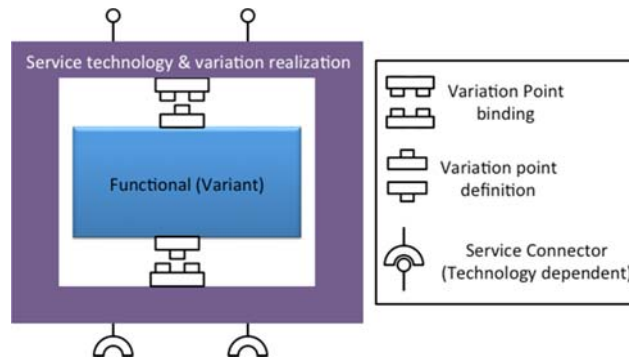 Service technology & variation realization
Functional (Variant)
Variation Point
binding
Variation point
definition
Service Connector
(Technology dependent)